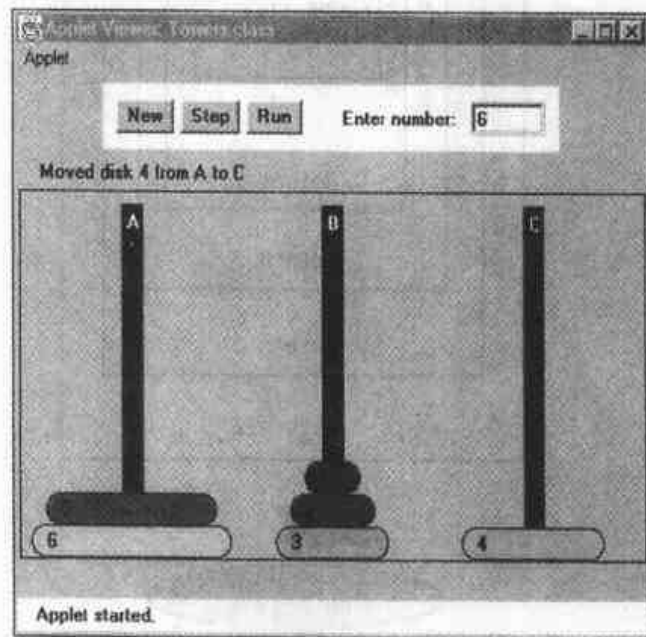 Applet Viewer: Towers.class
Applet
New Step Run Enter number: 6
Moved disk 4 from A to C
A B C
6 3 4
Applet started.